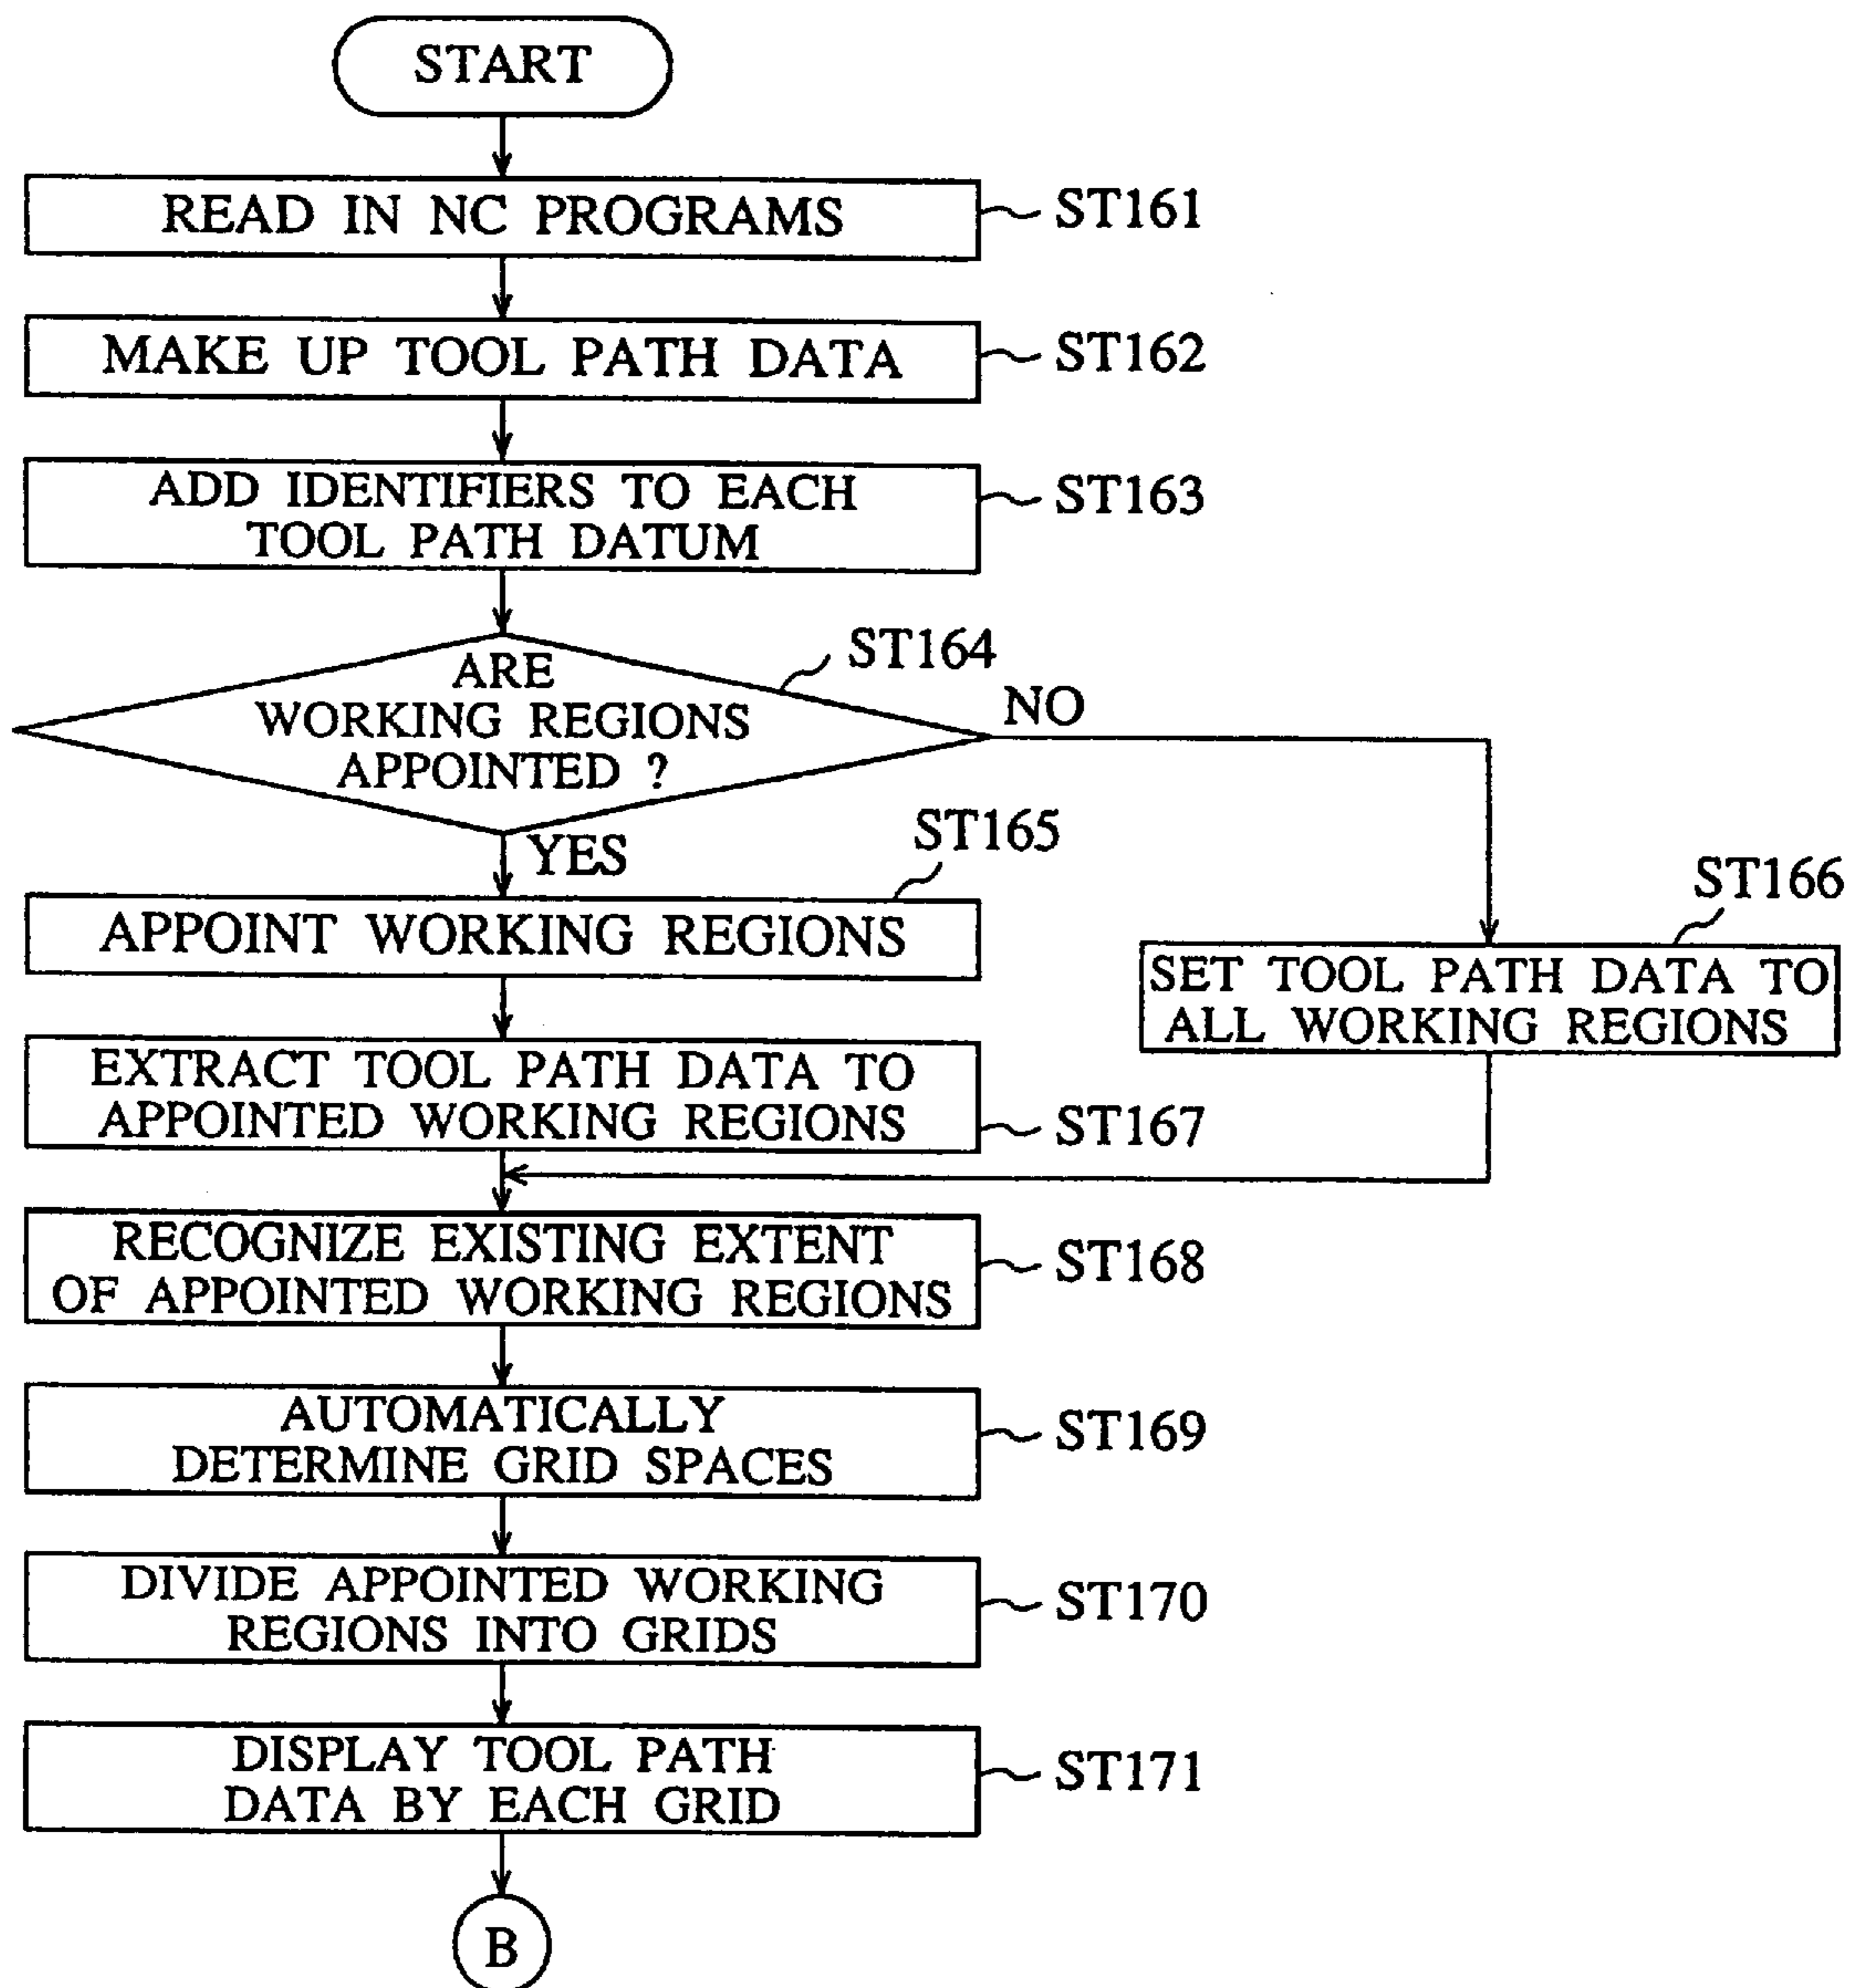 START
READ IN NC PROGRAMS
ST161
MAKE UP TOOL PATH DATA
ST162
ADD IDENTIFIERS TO EACH
TOOL PATH DATUM
ST163
ST164
ARE
WORKING REGIONS
APPOINTED ?
NO
YES
ST165
APPOINT WORKING REGIONS
ST166
SET TOOL PATH DATA TO
ALL WORKING REGIONS
EXTRACT TOOL PATH DATA TO
APPOINTED WORKING REGIONS
ST167
RECOGNIZE EXISTING EXTENT
OF APPOINTED WORKING REGIONS
ST168
AUTOMATICALLY
DETERMINE GRID SPACES
ST169
DIVIDE APPOINTED WORKING
REGIONS INTO GRIDS
ST170
DISPLAY TOOL PATH
DATA BY EACH GRID
ST171
B